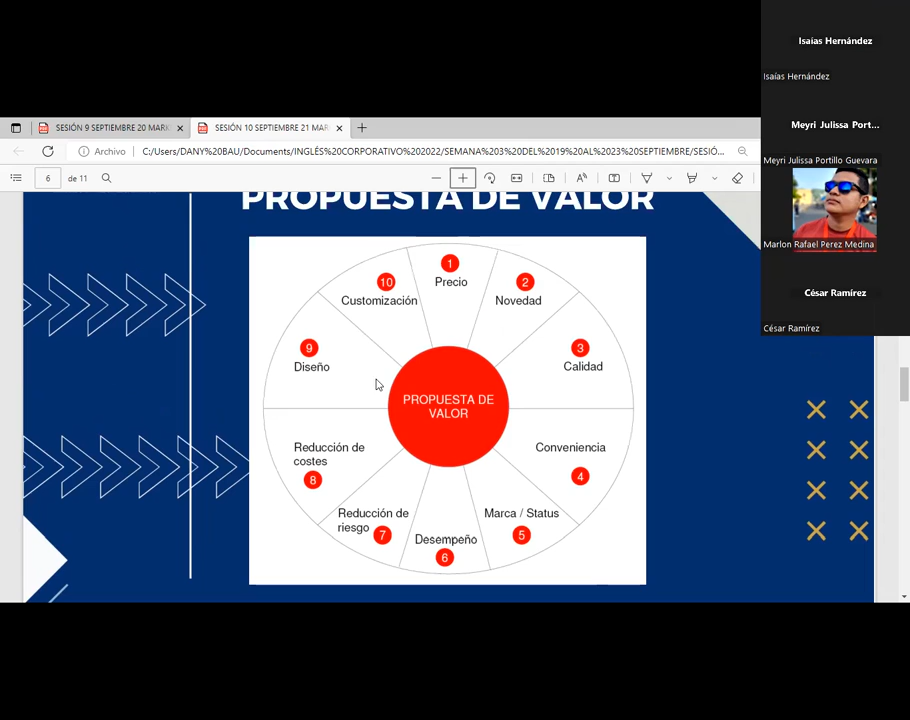 Isaías Hernández
Isaías Hernández
Meyri Julissa Port...
Meyri Julissa Portillo Guevara
Marlon Rafael Perez Medina
César Ramírez
César Ramírez
SESIÓN 9 SEPTIEMBRE 20 MARK
SESIÓN 10 SEPTIEMBRE 21 MAR
Archivo
C:/Users/DANY%20BAU/Documents/INGLÉS%20CORPORATIVO%202022/SEMANA%203%20DEL%2019%20AL%2023%20SEPTIEMBRE/SESIÓ...
6
de 11
PROPUESTA DE VALOR
1
Precio
2
Novedad
3
Calidad
Conveniencia
4
Marca / Status
5
Desempeño
6
Reducción de
riesgo
7
Reducción de
costes
8
9
Diseño
10
Customización
PROPUESTA DE
VALOR